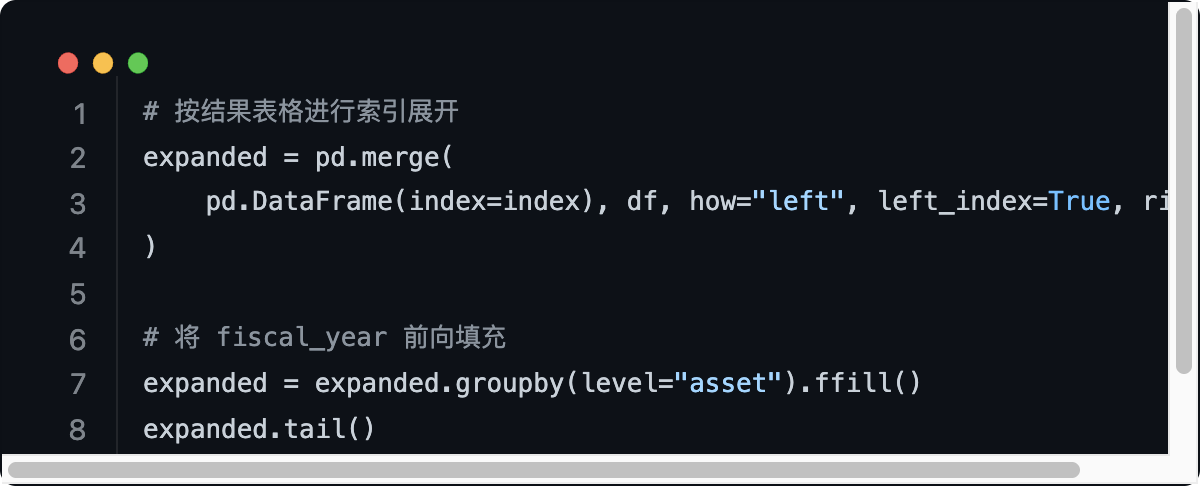 1 # 按结果表格进行索引展开
2 expanded = pd.merge(
3     pd.DataFrame(index=index), df, how="left", left_index=True, ri
4 )
5
6 # 将 fiscal_year 前向填充
7 expanded = expanded.groupby(level="asset").ffill()
8 expanded.tail()